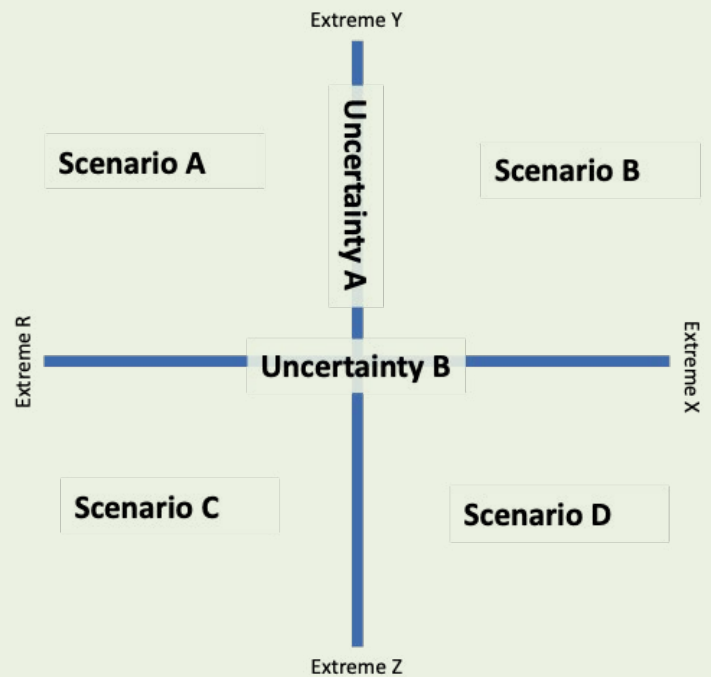 Extreme Y
Uncertainty A
Scenario A
Scenario B
Extreme R
Uncertainty B
Extreme X
Scenario C
Scenario D
Extreme Z